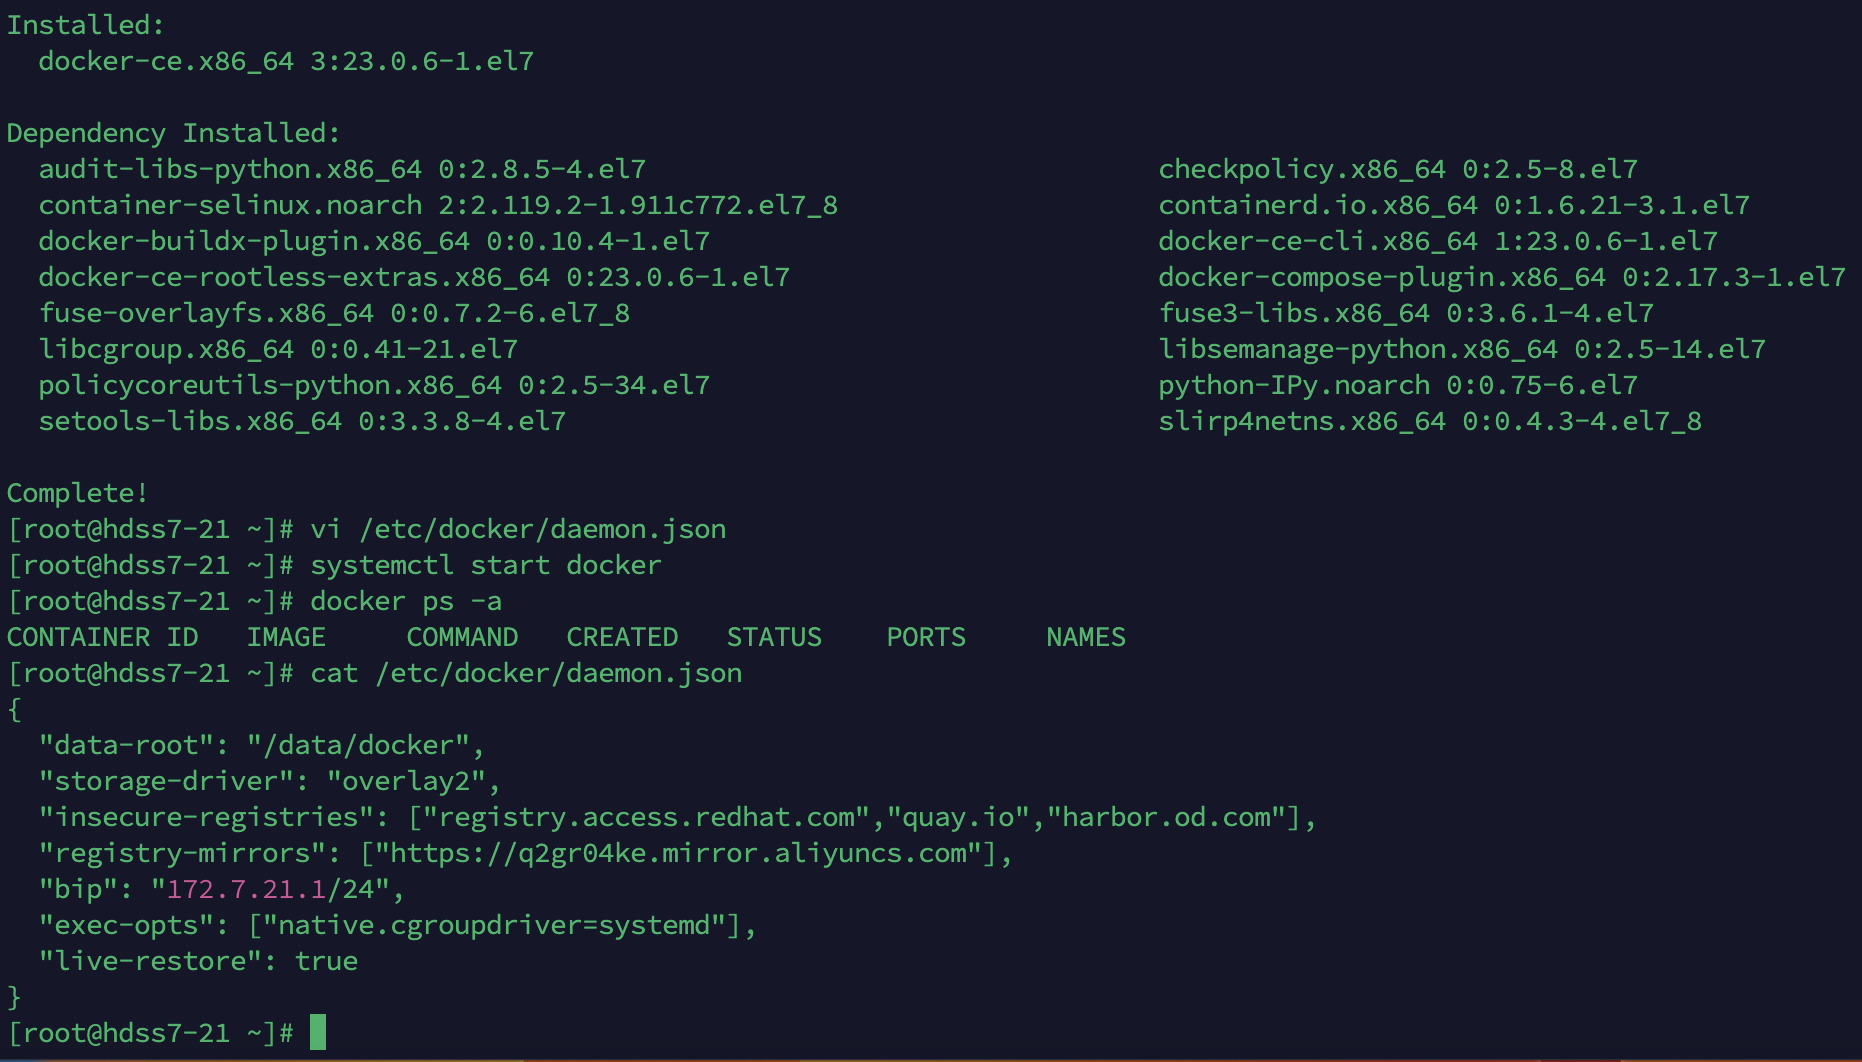 Installed:
  docker-ce.x86_64 3:23.0.6-1.el7

Dependency Installed:
  audit-libs-python.x86_64 0:2.8.5-4.el7                                checkpolicy.x86_64 0:2.5-8.el7
  container-selinux.noarch 2:2.119.2-1.911c772.el7_8                    containerd.io.x86_64 0:1.6.21-3.1.el7
  docker-buildx-plugin.x86_64 0:0.10.4-1.el7                            docker-ce-cli.x86_64 1:23.0.6-1.el7
  docker-ce-rootless-extras.x86_64 0:23.0.6-1.el7                       docker-compose-plugin.x86_64 0:2.17.3-1.el7
  fuse-overlayfs.x86_64 0:0.7.2-6.el7_8                                 fuse3-libs.x86_64 0:3.6.1-4.el7
  libcgroup.x86_64 0:0.41-21.el7                                        libsemanage-python.x86_64 0:2.5-14.el7
  policycoreutils-python.x86_64 0:2.5-34.el7                            python-IPy.noarch 0:0.75-6.el7
  setools-libs.x86_64 0:3.3.8-4.el7                                     slirp4netns.x86_64 0:0.4.3-4.el7_8

Complete!
[root@hdss7-21 ~]# vi /etc/docker/daemon.json
[root@hdss7-21 ~]# systemctl start docker
[root@hdss7-21 ~]# docker ps -a
CONTAINER ID   IMAGE     COMMAND   CREATED   STATUS    PORTS     NAMES
[root@hdss7-21 ~]# cat /etc/docker/daemon.json
{
  "data-root": "/data/docker",
  "storage-driver": "overlay2",
  "insecure-registries": ["registry.access.redhat.com","quay.io","harbor.od.com"],
  "registry-mirrors": ["https://q2gr04ke.mirror.aliyuncs.com"],
  "bip": "172.7.21.1/24",
  "exec-opts": ["native.cgroupdriver=systemd"],
  "live-restore": true
}
[root@hdss7-21 ~]#